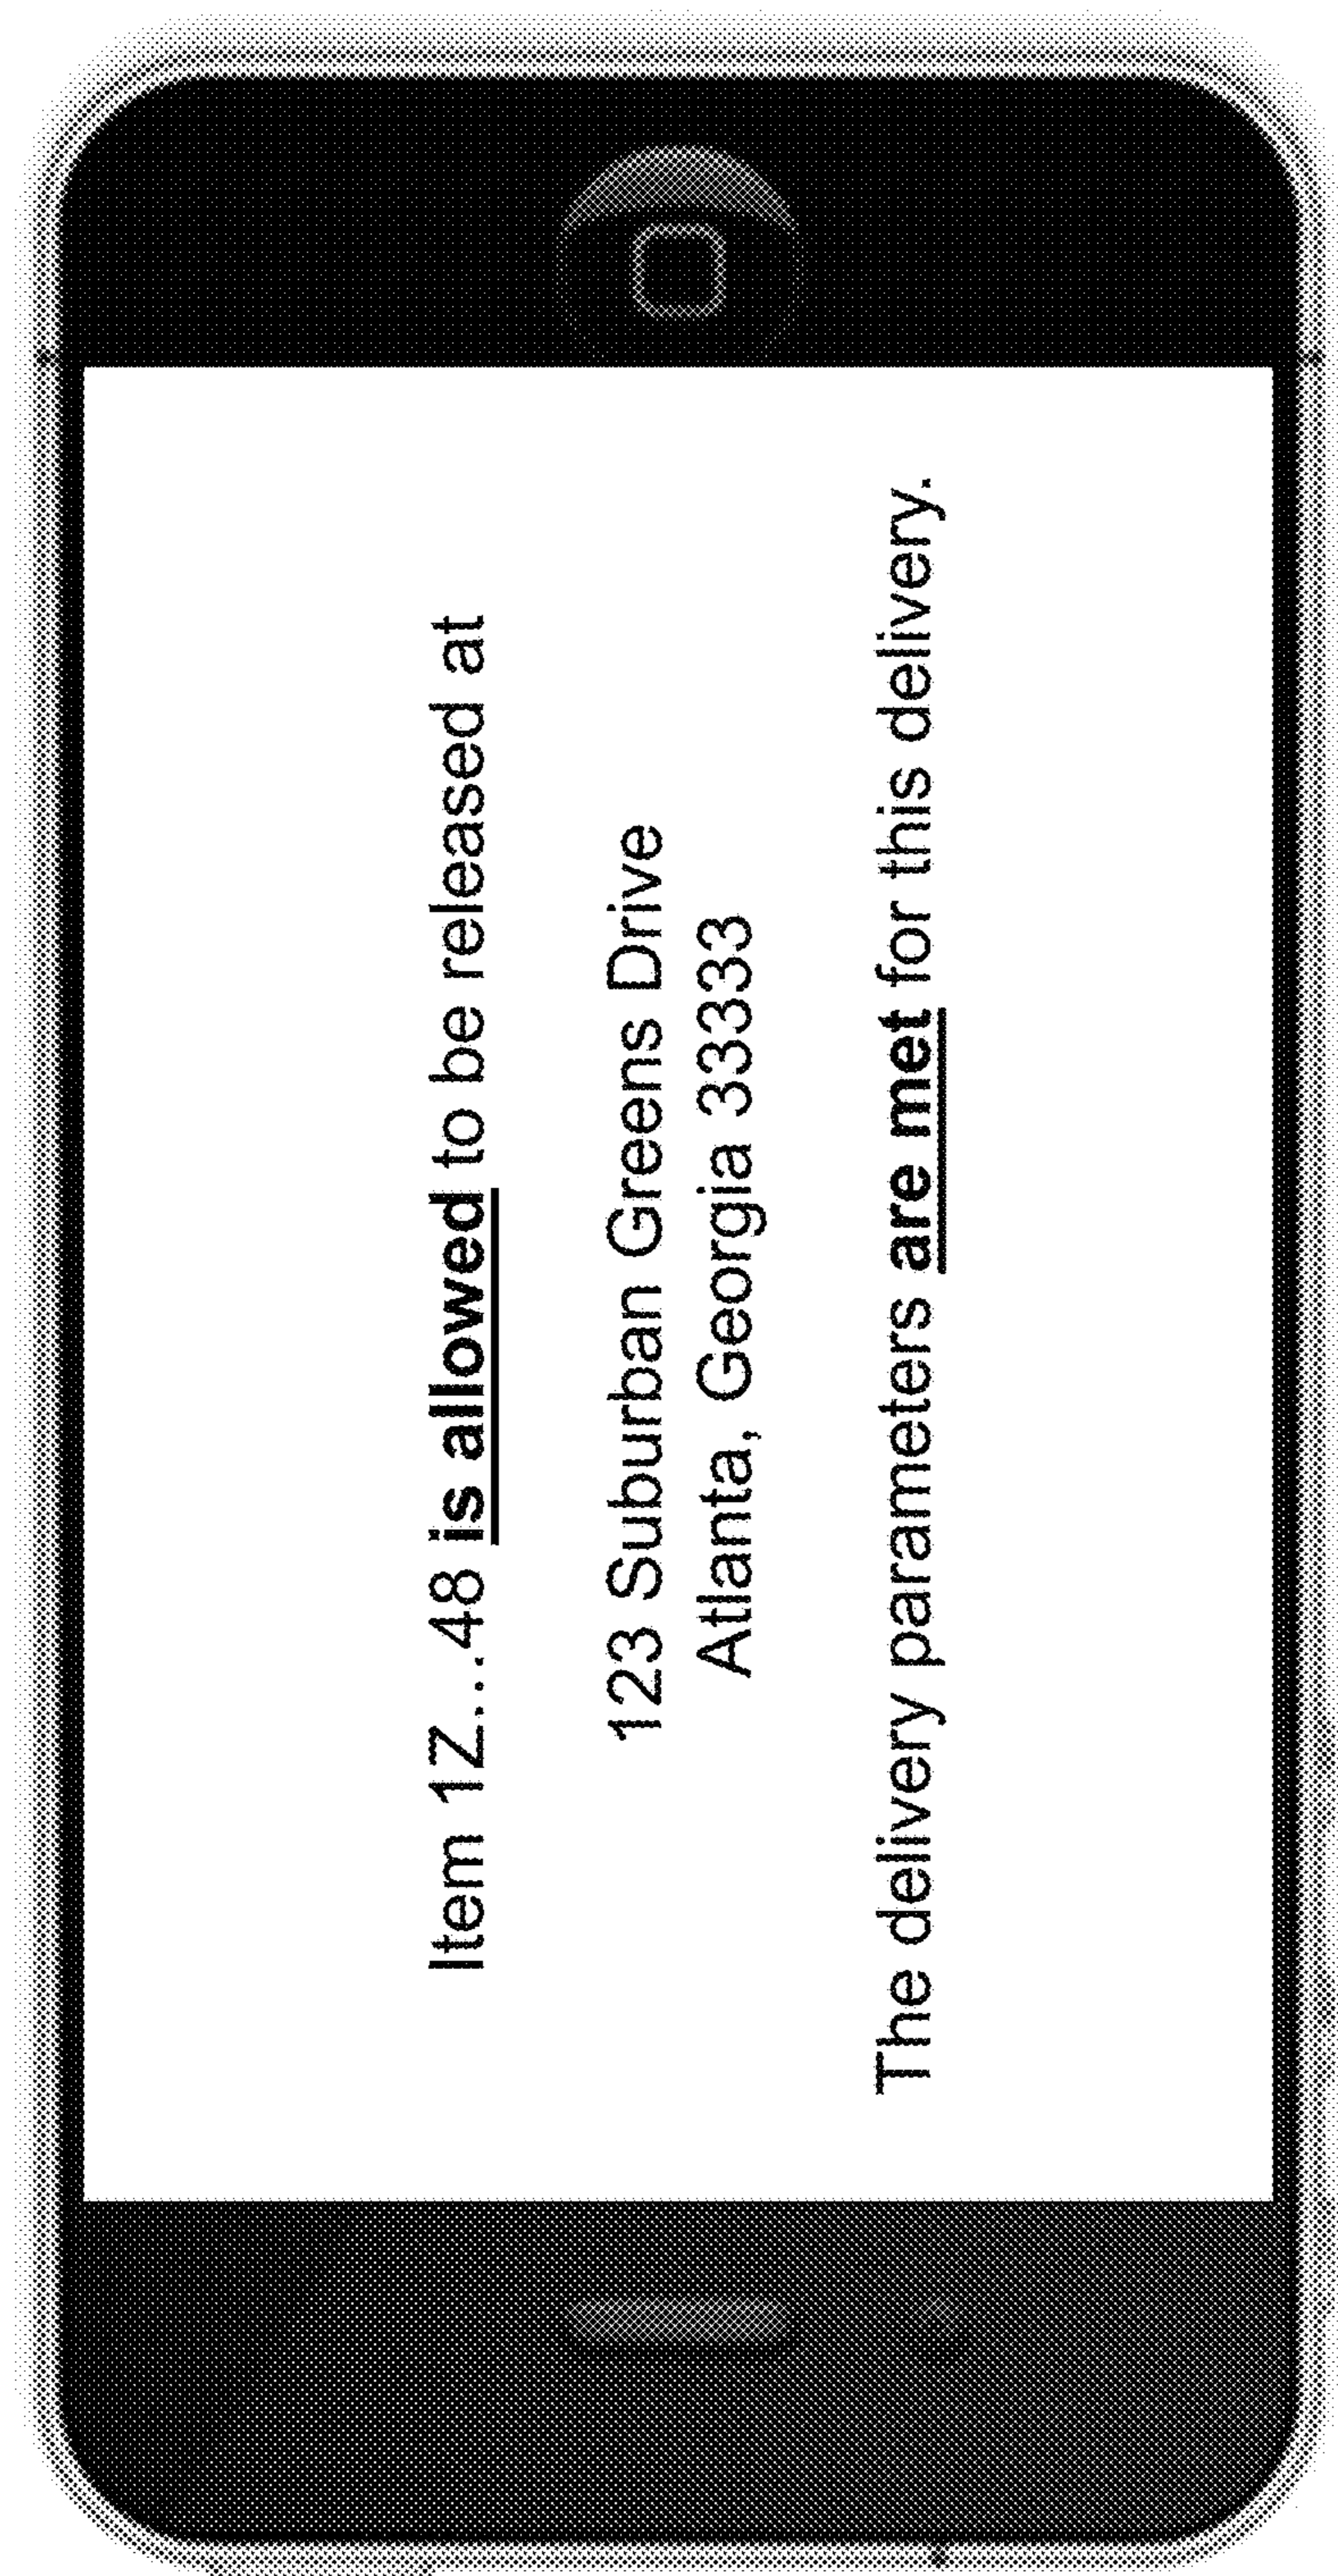 Item 1Z...48 is allowed to be released at
123 Suburban Greens Drive
Atlanta, Georgia 33333
The delivery parameters are met for this delivery.